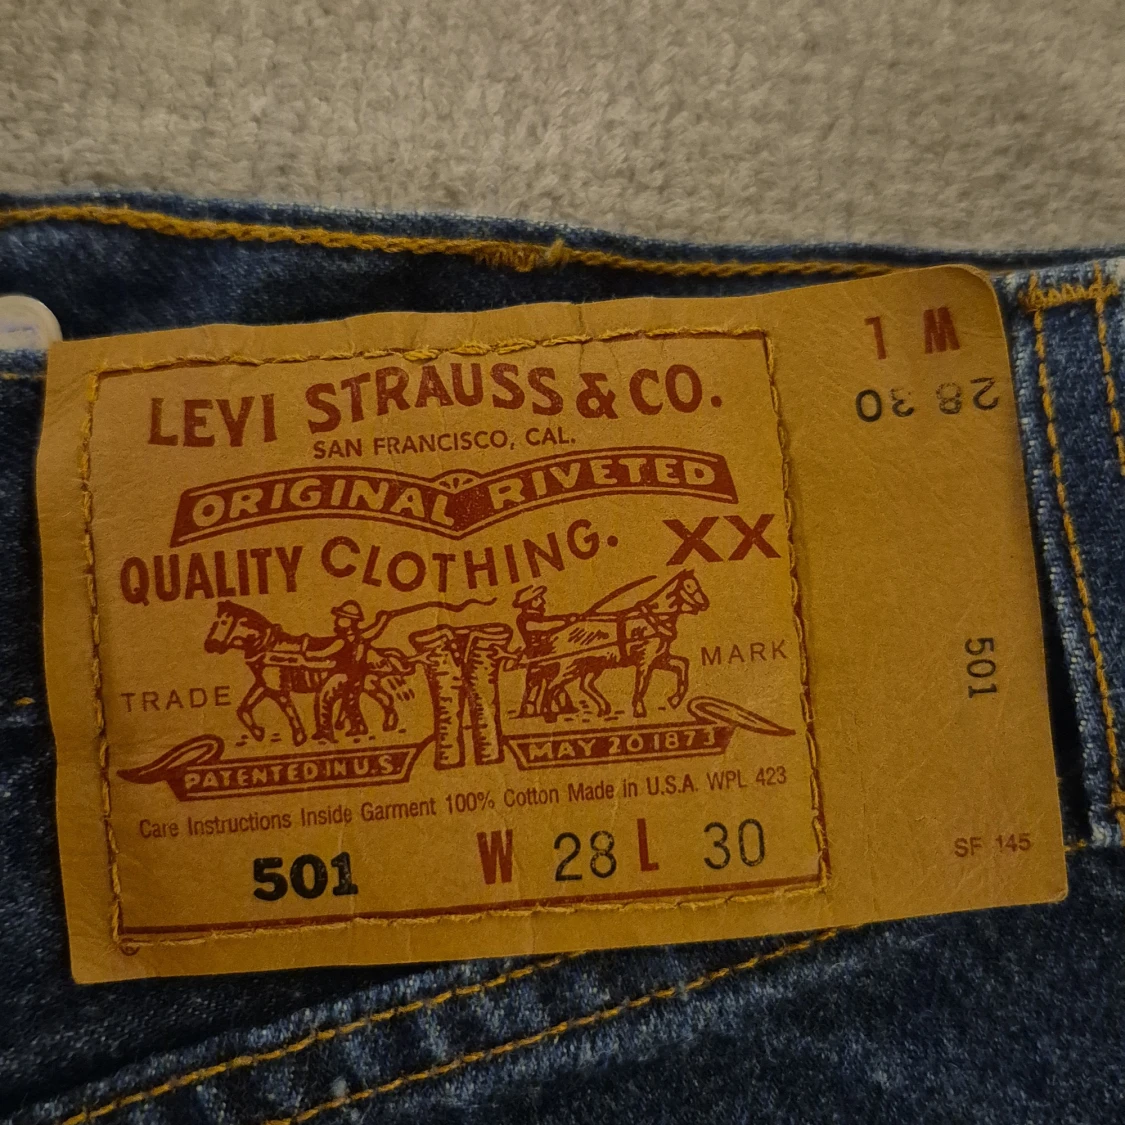 LEVI STRAUSS & CO.
SAN FRANCISCO, CAL.
ORIGINAL RIVETED
QUALITY CLOTHING. XX
TRADE MARK
PATENTED IN U.S. MAY 20 1873
Care Instructions Inside Garment 100% Cotton Made in U.S.A. WPL 423
501 W 28 L 30
®
W L
28 30
501
SF 145